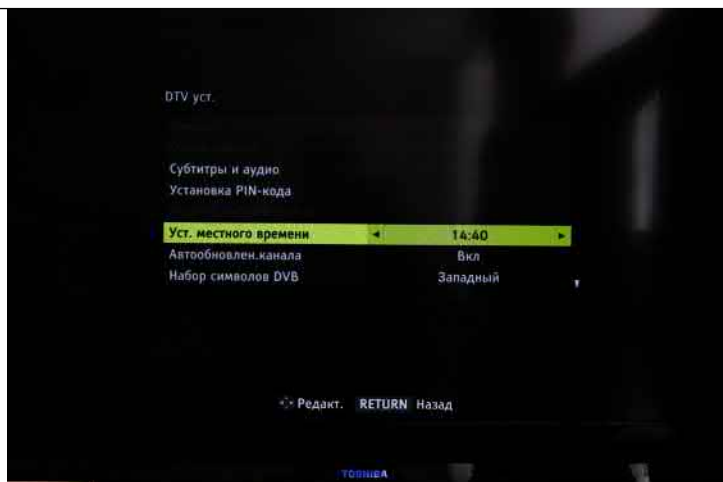 DTV уст.
Субтитры и аудио
Установка PIN-кода
Уст. местного времени 14:40
Автообновлен.канала Вкл
Набор символов DVB Западный
Редакт. RETURN Назад
TOSHIBA